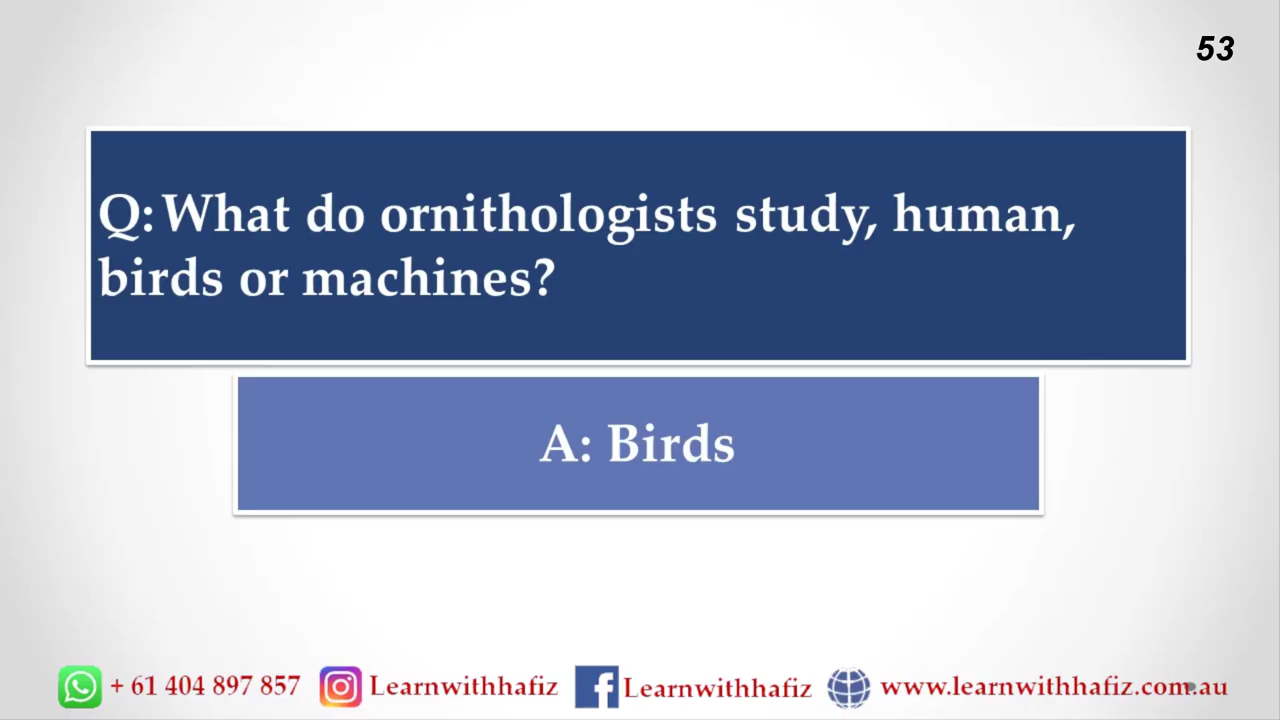 53
Q: What do ornithologists study, human,
birds or machines?
A: Birds
+ 61 404 897 857 Learnwithhafiz Learnwithhafiz www.learnwithhafiz.com.au